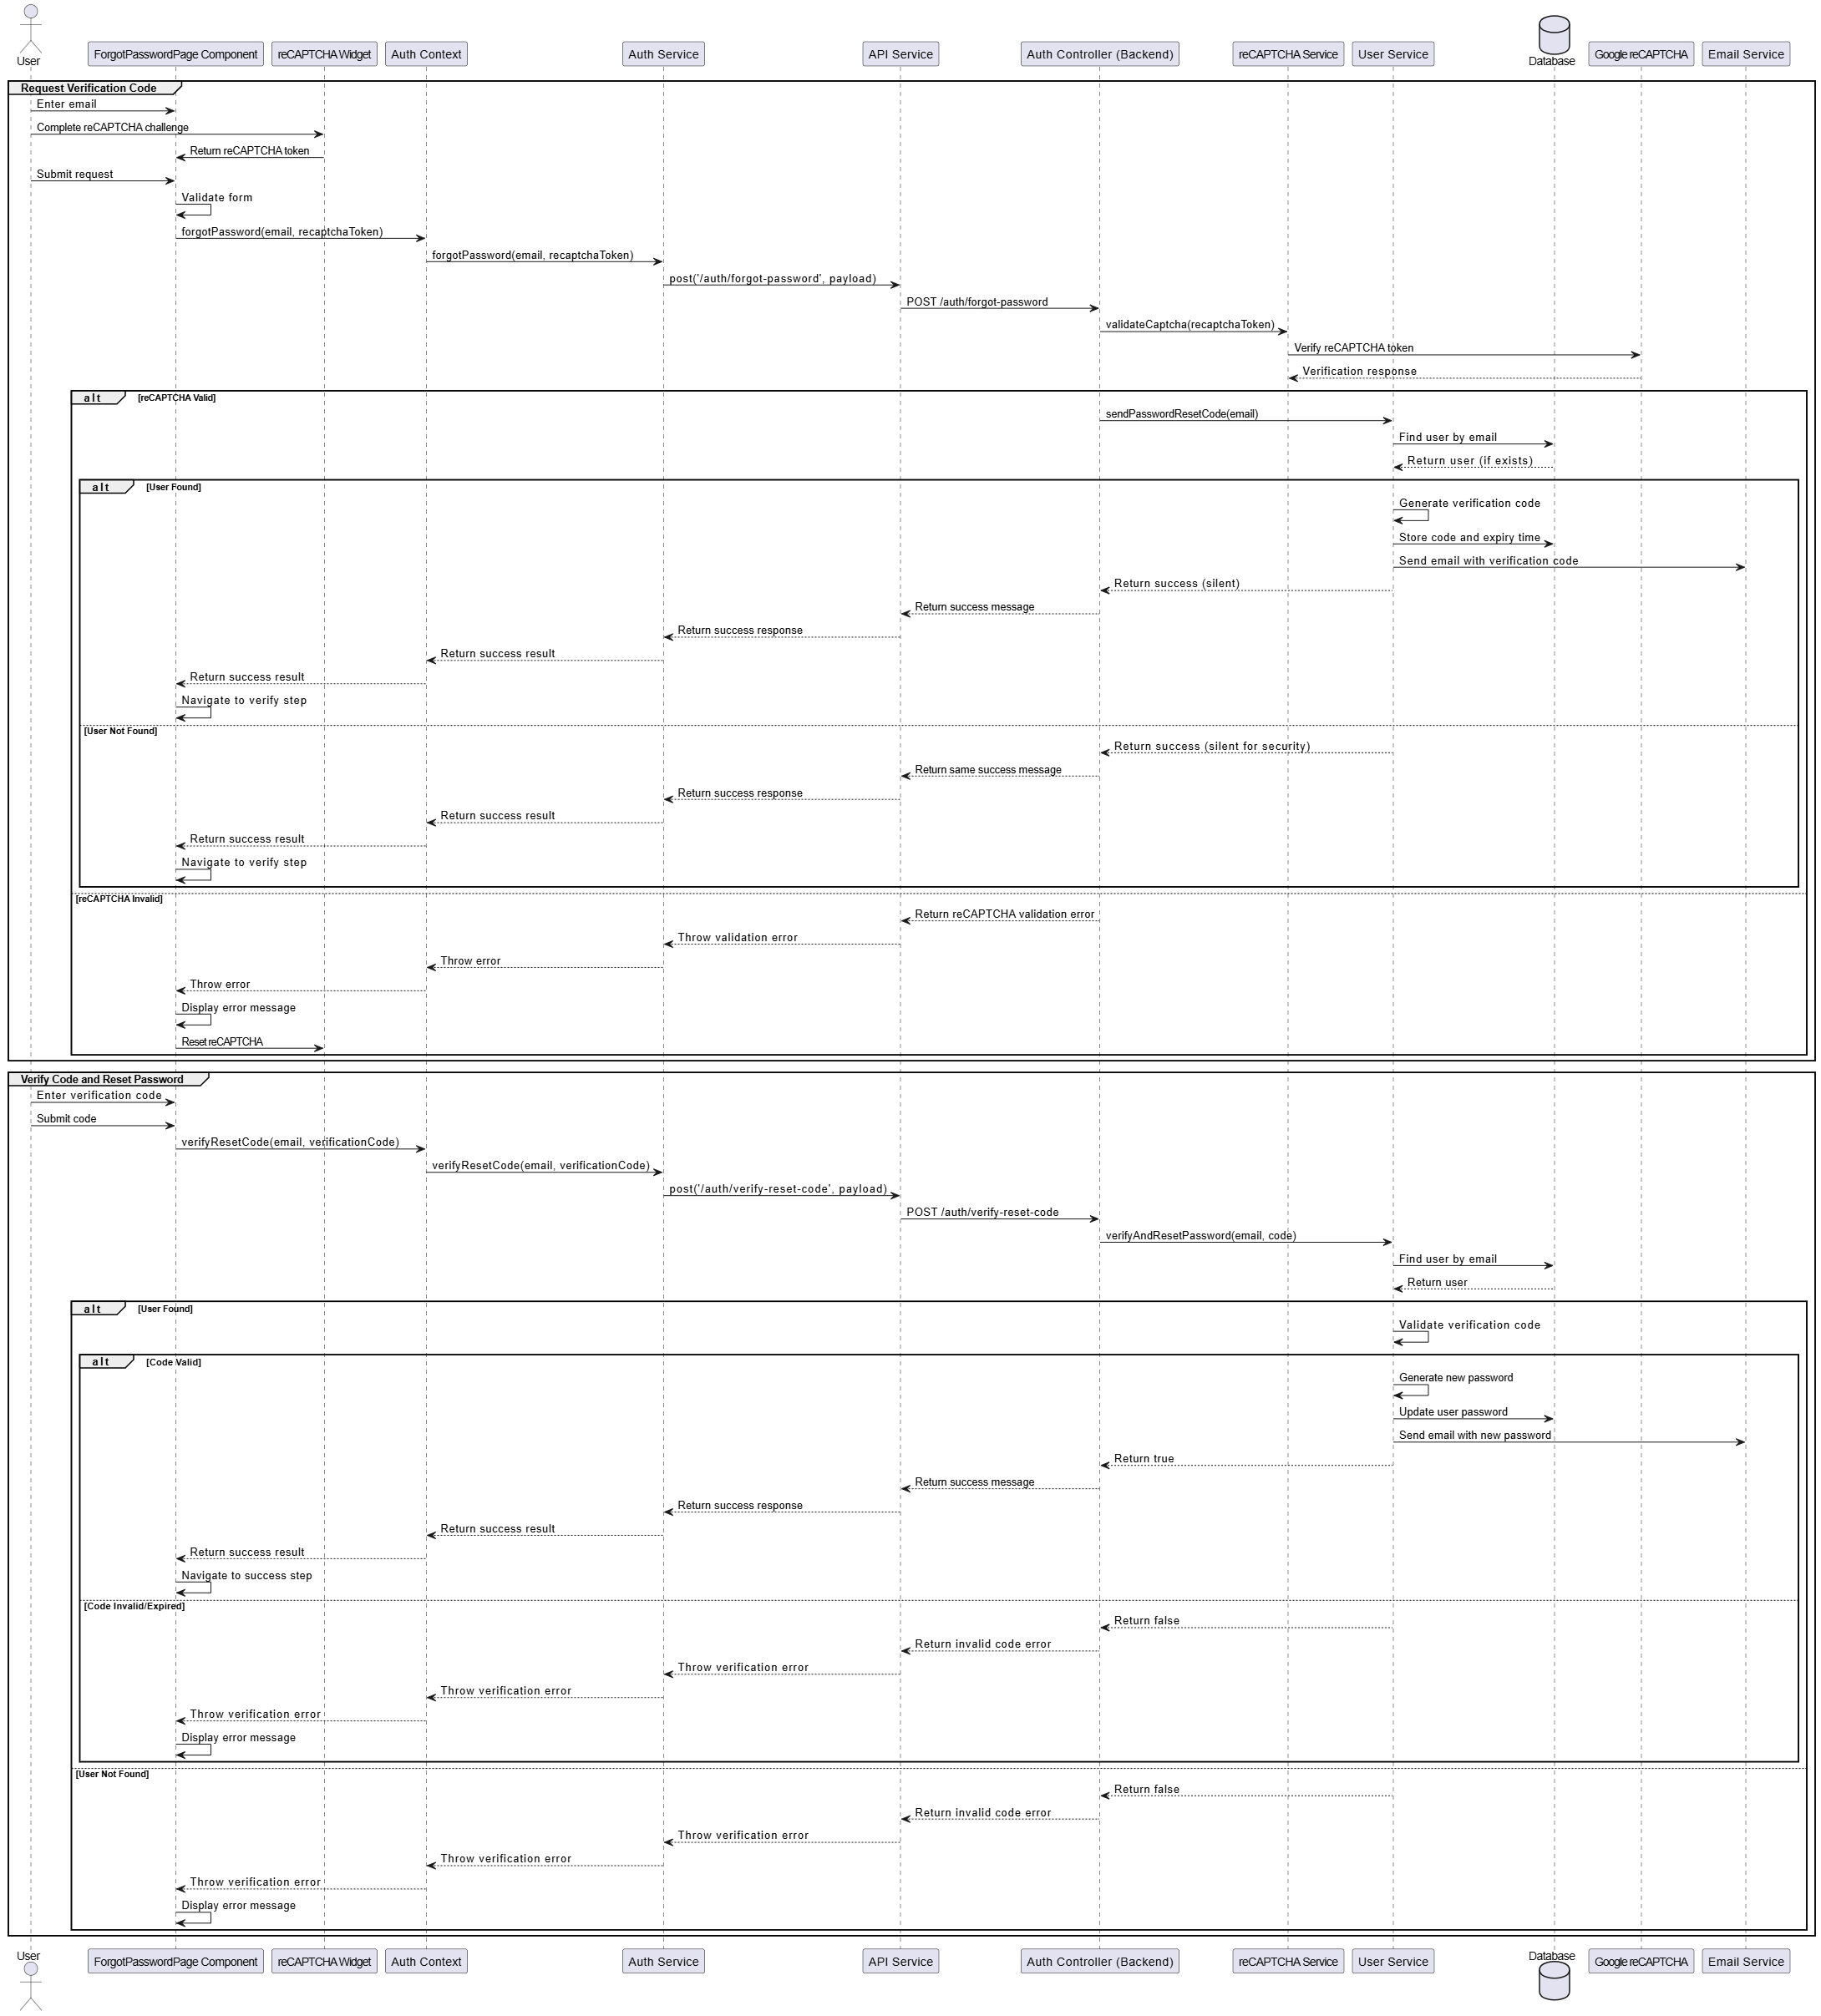 User
ForgotPasswordPage Component
reCAPTCHA Widget
Auth Context
Auth Service
API Service
Auth Controller (Backend)
reCAPTCHA Service
User Service
Database
Google reCAPTCHA
Email Service
Request Verification Code
Enter email
Complete reCAPTCHA challenge
Return reCAPTCHA token
Submit request
Validate form
forgotPassword(email, recaptchaToken)
forgotPassword(email, recaptchaToken)
post('/auth/forgot-password', payload)
POST /auth/forgot-password
validateCaptcha(recaptchaToken)
Verify reCAPTCHA token
Verification response
alt [reCAPTCHA Valid]
sendPasswordResetCode(email)
Find user by email
Return user (if exists)
alt [User Found]
Generate verification code
Store code and expiry time
Send email with verification code
Return success (silent)
Return success message
Return success response
Return success result
Return success result
Navigate to verify step
[User Not Found]
Return success (silent for security)
Return same success message
Return success response
Return success result
Return success result
Navigate to verify step
[reCAPTCHA Invalid]
Return reCAPTCHA validation error
Throw validation error
Throw error
Throw error
Display error message
Reset reCAPTCHA
Verify Code and Reset Password
Enter verification code
Submit code
verifyResetCode(email, verificationCode)
verifyResetCode(email, verificationCode)
post('/auth/verify-reset-code', payload)
POST /auth/verify-reset-code
verifyAndResetPassword(email, code)
Find user by email
Return user
alt [User Found]
Validate verification code
alt [Code Valid]
Generate new password
Update user password
Send email with new password
Return true
Return success message
Return success response
Return success result
Return success result
Navigate to success step
[Code Invalid/Expired]
Return false
Return invalid code error
Throw verification error
Throw verification error
Throw verification error
Display error message
[User Not Found]
Return false
Return invalid code error
Throw verification error
Throw verification error
Throw verification error
Display error message
User
ForgotPasswordPage Component
reCAPTCHA Widget
Auth Context
Auth Service
API Service
Auth Controller (Backend)
reCAPTCHA Service
User Service
Database
Google reCAPTCHA
Email Service